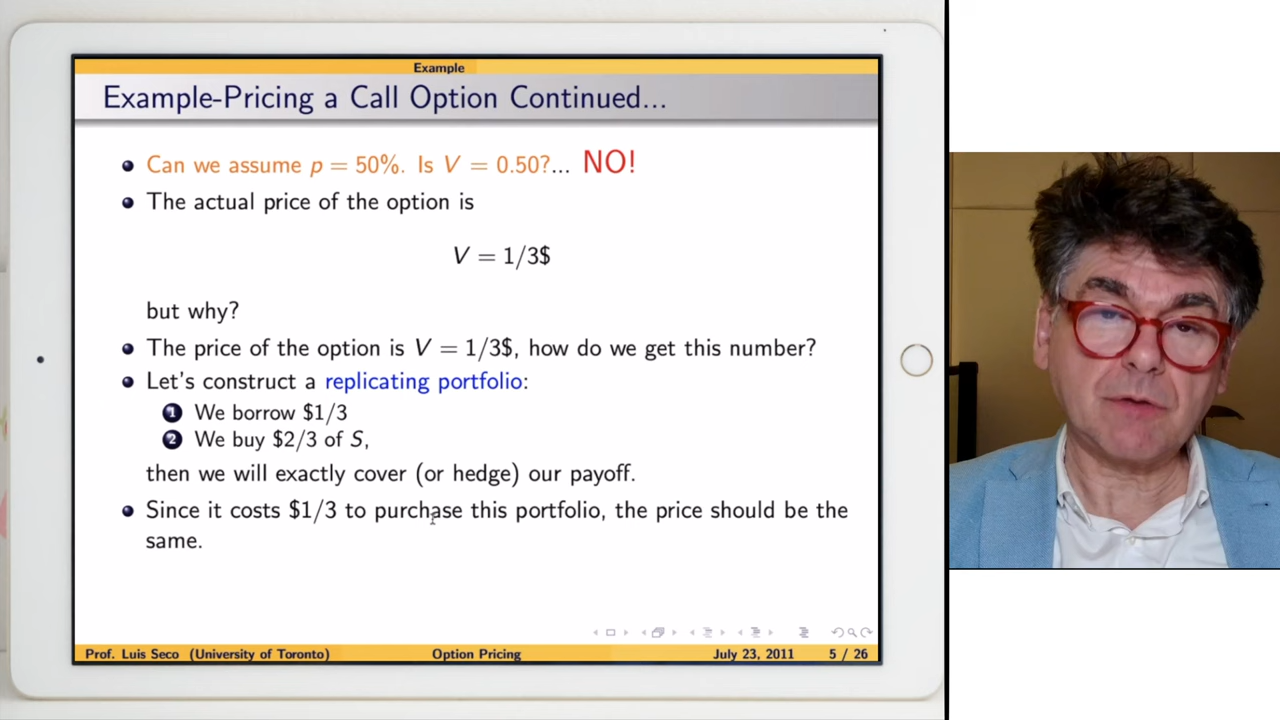 Example
Example-Pricing a Call Option Continued...
Can we assume p = 50%. Is V = 0.50?... NO!
The actual price of the option is
V = 1/3$
but why?
The price of the option is V = 1/3$, how do we get this number?
Let's construct a replicating portfolio:
1 We borrow $1/3
2 We buy $2/3 of S,
then we will exactly cover (or hedge) our payoff.
Since it costs $1/3 to purchase this portfolio, the price should be the
same.
Prof. Luis Seco (University of Toronto) Option Pricing July 23, 2011 5 / 26